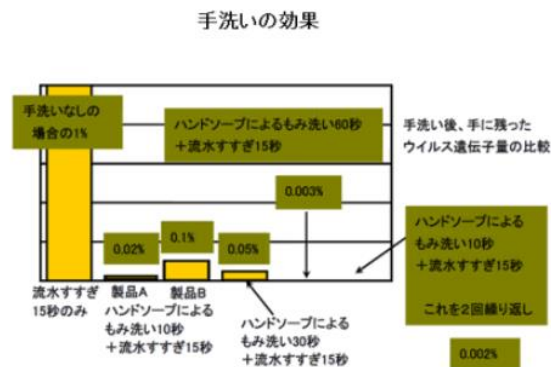 手洗いの効果
手洗いなしの
場合の1%
ハンドソープによるもみ洗い60秒
＋流水すすぎ15秒
手洗い後、手に残った
ウイルス遺伝子量の比較
0.003%
ハンドソープによる
もみ洗い10秒
＋流水すすぎ15秒
これを2回繰り返し
0.02%
0.1%
0.05%
流水すすぎ
15秒のみ
製品A
製品B
ハンドソープによる
もみ洗い10秒
＋流水すすぎ15秒
ハンドソープによる
もみ洗い30秒
＋流水すすぎ15秒
0.002%